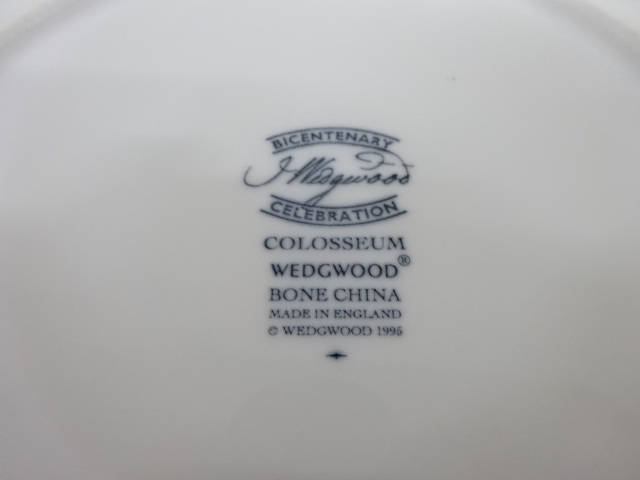 BICENTENARY
J Wedgwood
CELEBRATION
COLOSSEUM
WEDGWOOD®
BONE CHINA
MADE IN ENGLAND
© WEDGWOOD 1995